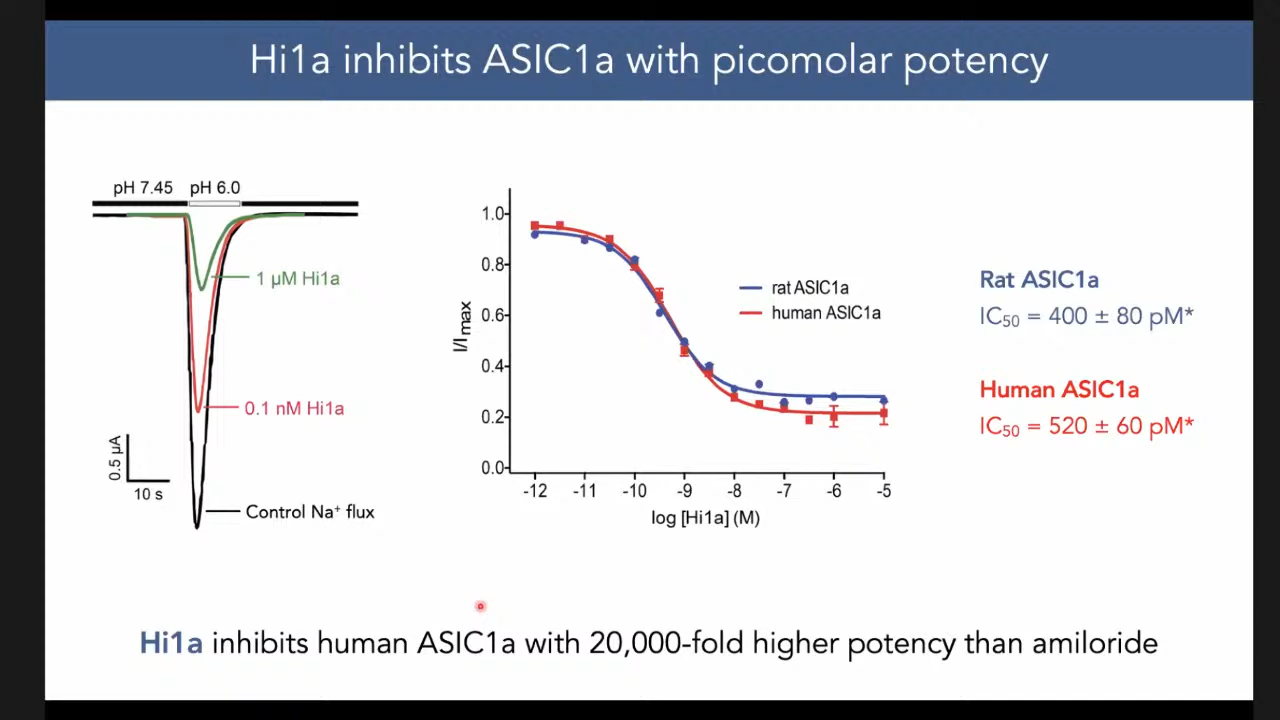 Hi1a inhibits ASIC1a with picomolar potency
pH 7.45 pH 6.0
1 µM Hi1a
0.1 nM Hi1a
0.5 µA
10 s
Control Na⁺ flux
1.0
0.8
0.6
0.4
0.2
0.0
I/Imax
-12 -11 -10 -9 -8 -7 -6 -5
log [Hi1a] (M)
rat ASIC1a
human ASIC1a
Rat ASIC1a
IC₅₀ = 400 ± 80 pM*
Human ASIC1a
IC₅₀ = 520 ± 60 pM*
Hi1a inhibits human ASIC1a with 20,000-fold higher potency than amiloride